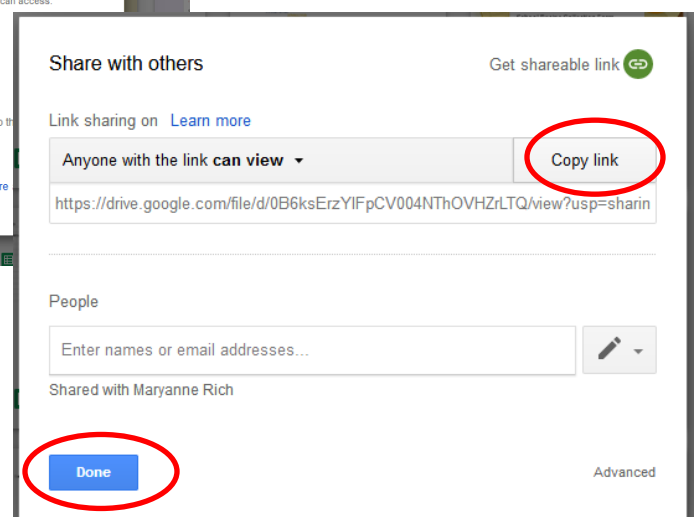 can access.
Share with others
Get shareable link
Link sharing on Learn more
Anyone with the link can view
Copy link
https://drive.google.com/file/d/0B6ksErzYIFpCV004NThOVHZrLTQ/view?usp=sharin
People
Enter names or email addresses...
Shared with Maryanne Rich
Done
Advanced